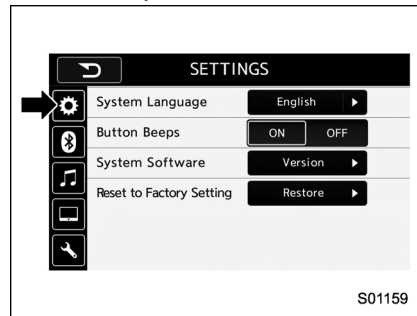 SETTINGS
System Language English
Button Beeps ON OFF
System Software Version
Reset to Factory Setting Restore
S01159